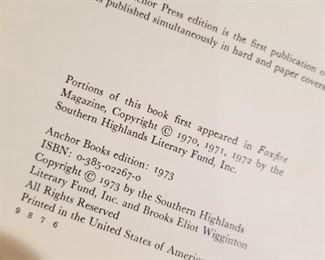 chor Press edition is the first publication o
s published simultaneously in hard and paper covers
Portions of this book first appeared in Foxfire
Magazine, Copyright © 1970, 1971, 1972 by the
Southern Highlands Literary Fund, Inc.
Anchor Books edition: 1973
ISBN: 0-385-02267-0
Copyright © 1973 by the Southern Highlands
Literary Fund, Inc. and Brooks Eliot Wigginton
All Rights Reserved
Printed in the United States of America
9 8 7 6